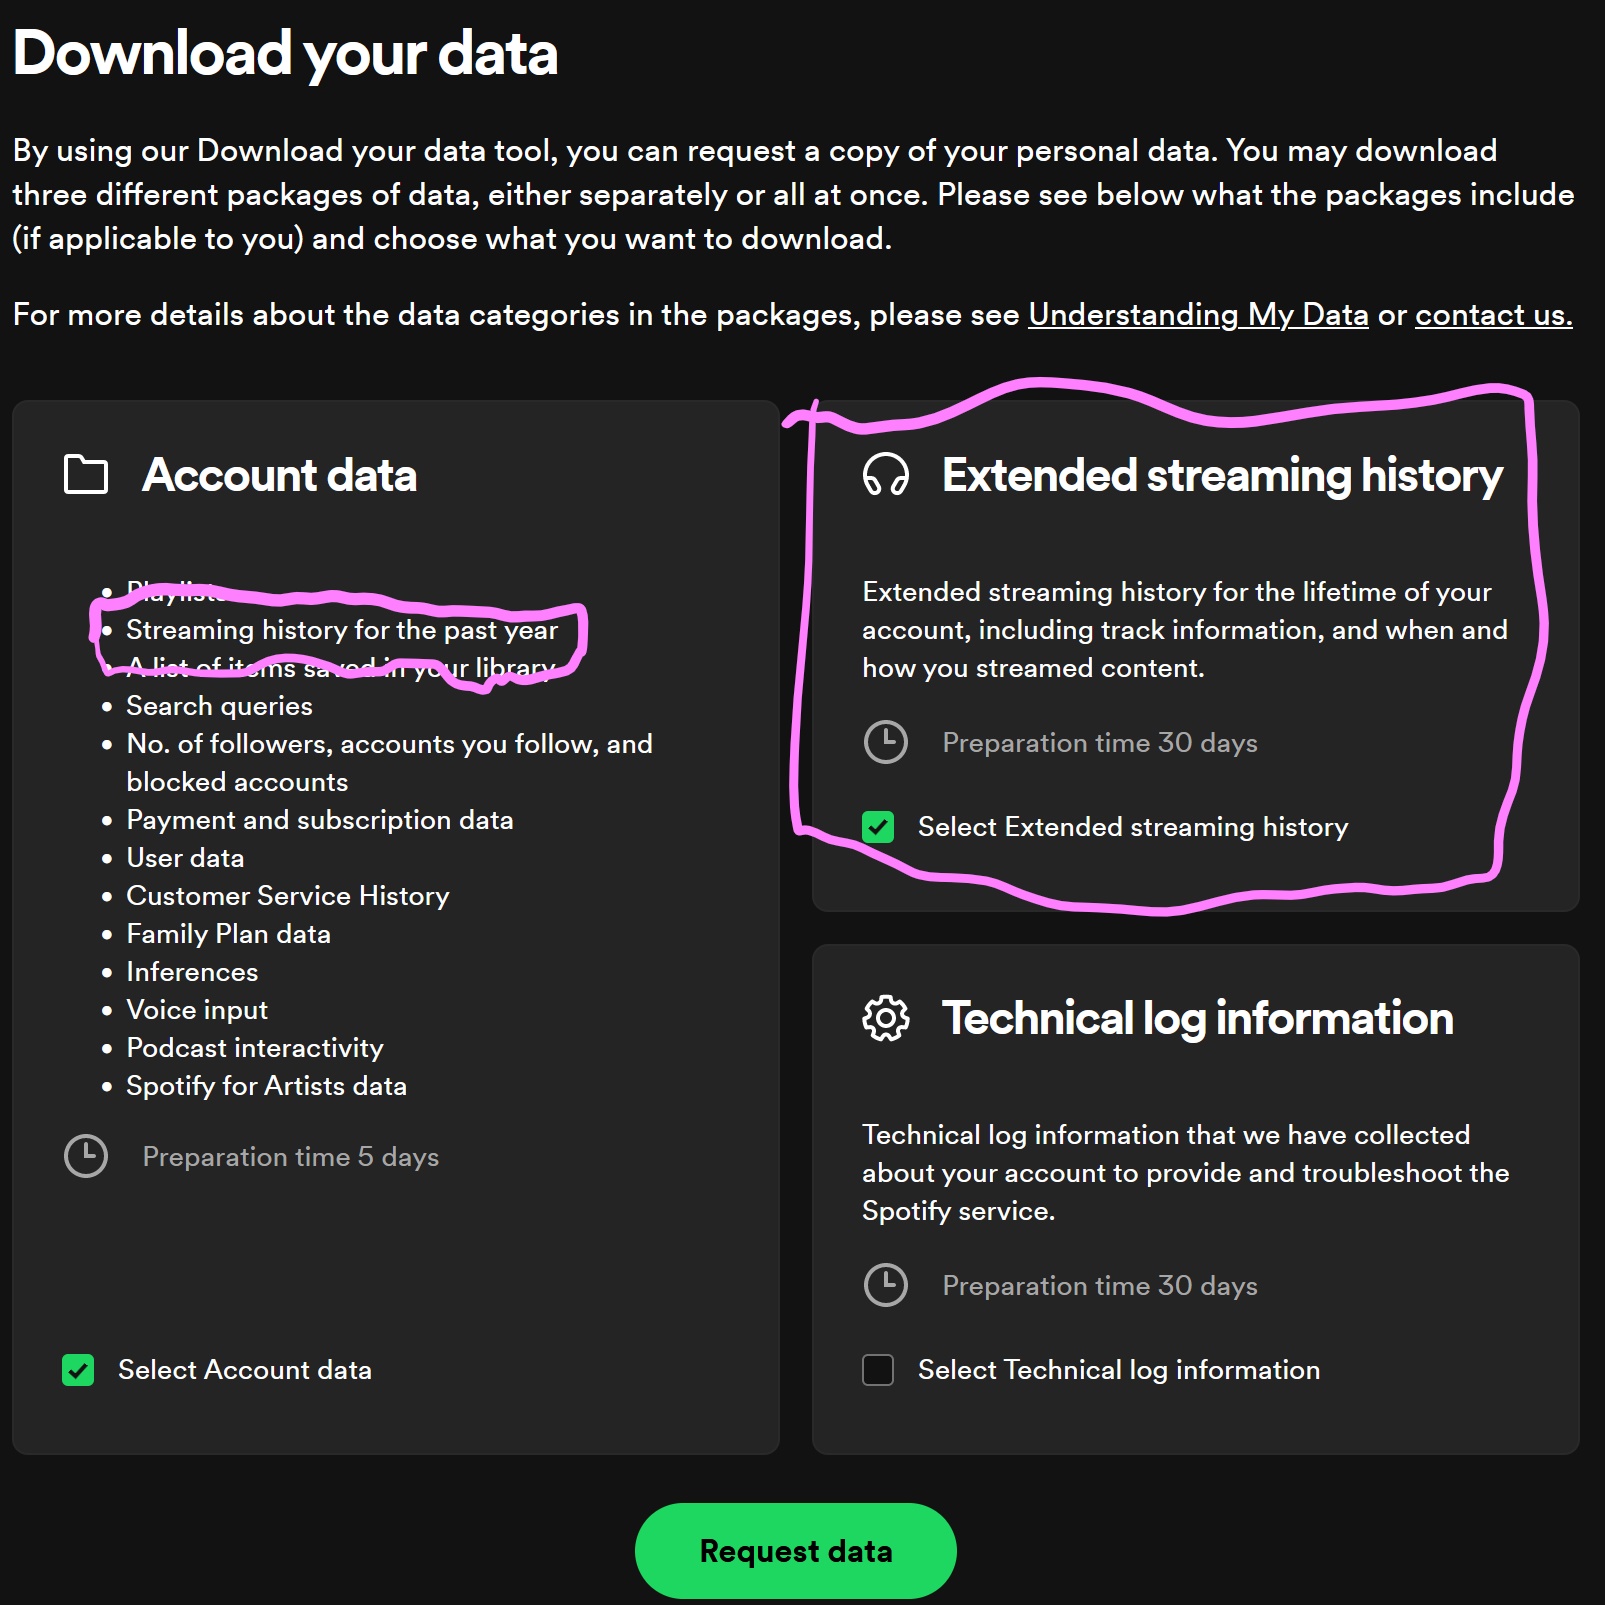 Download your data
By using our Download your data tool, you can request a copy of your personal data. You may download
three different packages of data, either separately or all at once. Please see below what the packages include
(if applicable to you) and choose what you want to download.
For more details about the data categories in the packages, please see Understanding My Data or contact us.
Account data
• Playlists
• Streaming history for the past year
• A list of items saved in your library
• Search queries
• No. of followers, accounts you follow, and
blocked accounts
• Payment and subscription data
• User data
• Customer Service History
• Family Plan data
• Inferences
• Voice input
• Podcast interactivity
• Spotify for Artists data
Preparation time 5 days
Select Account data
Extended streaming history
Extended streaming history for the lifetime of your
account, including track information, and when and
how you streamed content.
Preparation time 30 days
Select Extended streaming history
Technical log information
Technical log information that we have collected
about your account to provide and troubleshoot the
Spotify service.
Preparation time 30 days
Select Technical log information
Request data